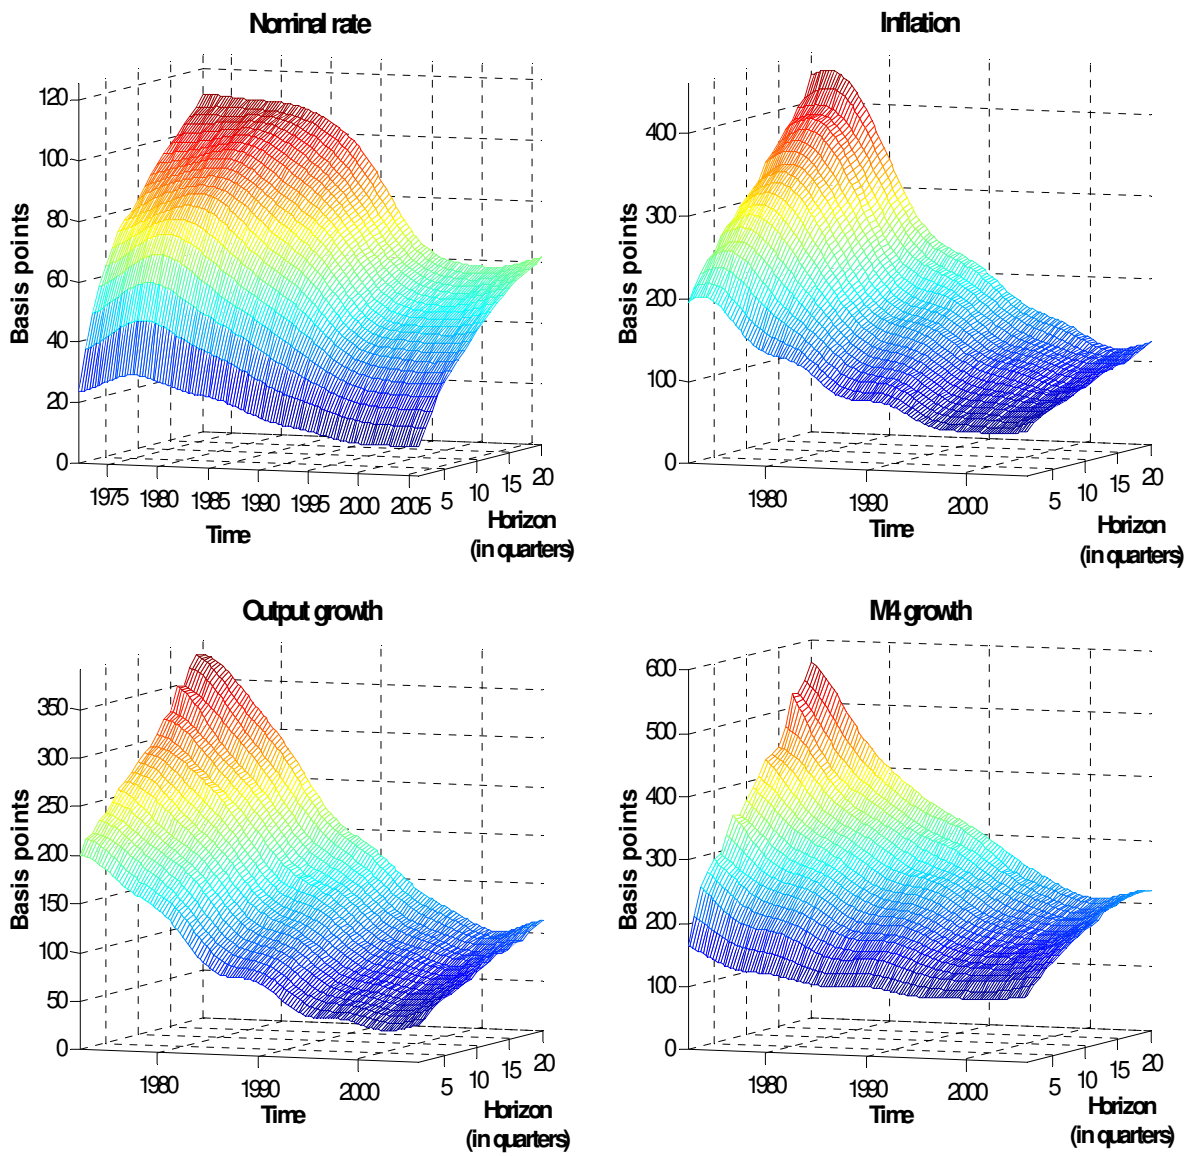 Nominal rate
Inflation
120
100
80
60
40
20
0
Basis points
1975 1980 1985 1990 1995 2000 2005
Time
5 10 15 20
Horizon
(in quarters)
400
300
200
100
0
Basis points
1980 1990 2000
Time
5 10 15 20
Horizon
(in quarters)
Output growth
M4 growth
350
300
250
200
150
100
50
0
Basis points
1980 1990 2000
Time
5 10 15 20
Horizon
(in quarters)
600
500
400
300
200
100
0
Basis points
1980 1990 2000
Time
5 10 15 20
Horizon
(in quarters)